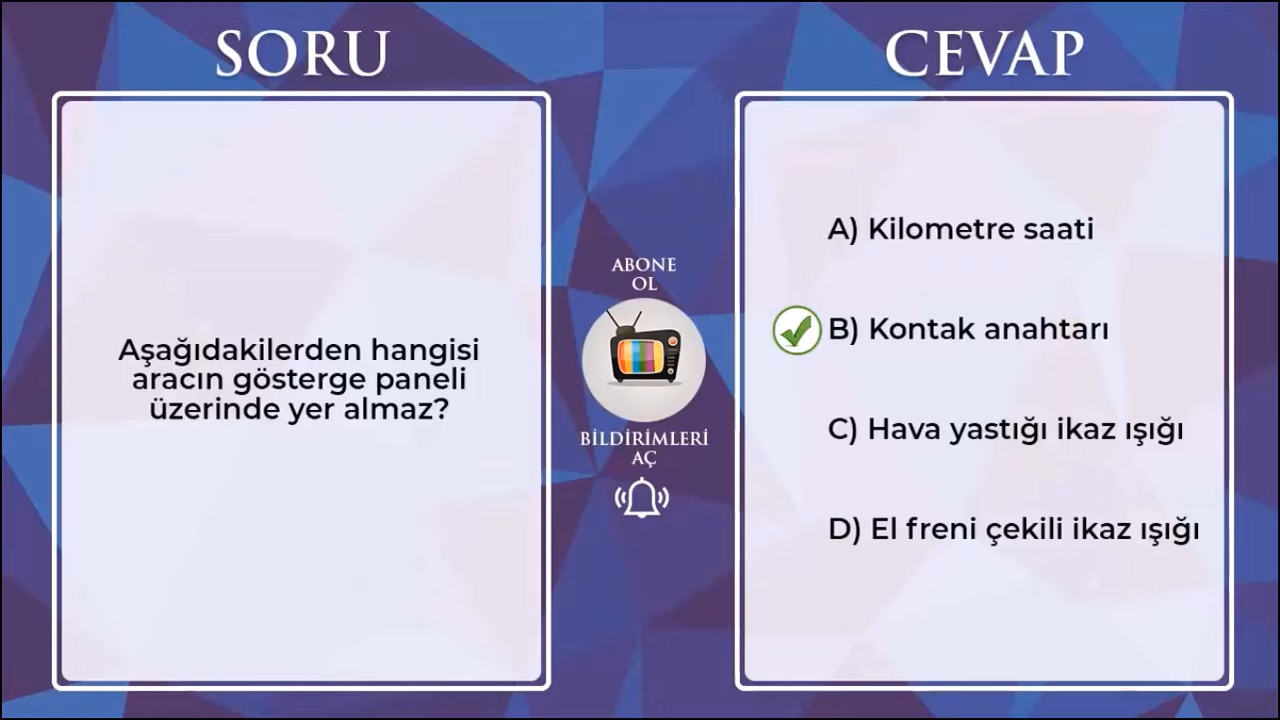 SORU
Aşağıdakilerden hangisi
aracın gösterge paneli
üzerinde yer almaz?
ABONE
OL
BİLDİRİMLERİ
AÇ
CEVAP
A) Kilometre saati
B) Kontak anahtarı
C) Hava yastığı ikaz ışığı
D) El freni çekili ikaz ışığı